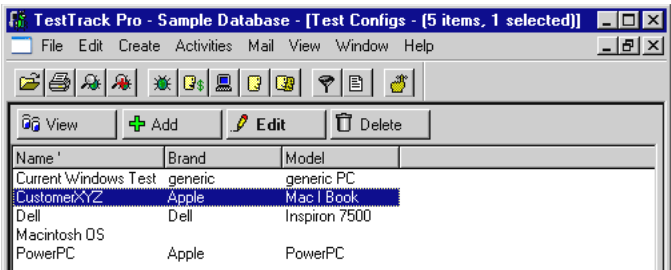 TestTrack Pro - Sample Database - [Test Configs - (5 items, 1 selected)]
File Edit Create Activities Mail View Window Help
View Add Edit Delete
Name ' Brand Model
Current Windows Test generic generic PC
CustomerXYZ Apple Mac I Book
Dell Dell Inspiron 7500
Macintosh OS
PowerPC Apple PowerPC